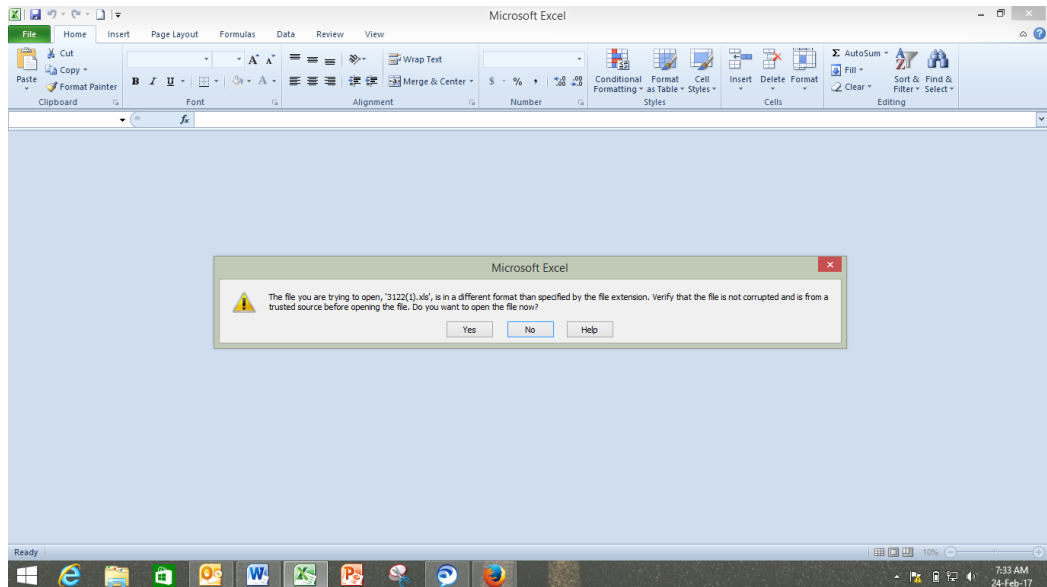 Microsoft Excel
File Home Insert Page Layout Formulas Data Review View
Cut
Copy
Format Painter
Paste
Clipboard
B I U
A A
A
Font
Wrap Text
Merge & Center
Alignment
$ % ,
.0 .00
.00 .0
Number
Conditional Formatting
Format as Table
Cell Styles
Styles
Insert Delete Format
Cells
Σ AutoSum
Fill
Clear
Sort & Filter
Find & Select
Editing
fx
Microsoft Excel
The file you are trying to open, '3122(1).xls', is in a different format than specified by the file extension. Verify that the file is not corrupted and is from a
trusted source before opening the file. Do you want to open the file now?
Yes No Help
Ready
10%
7:33 AM
24-Feb-17